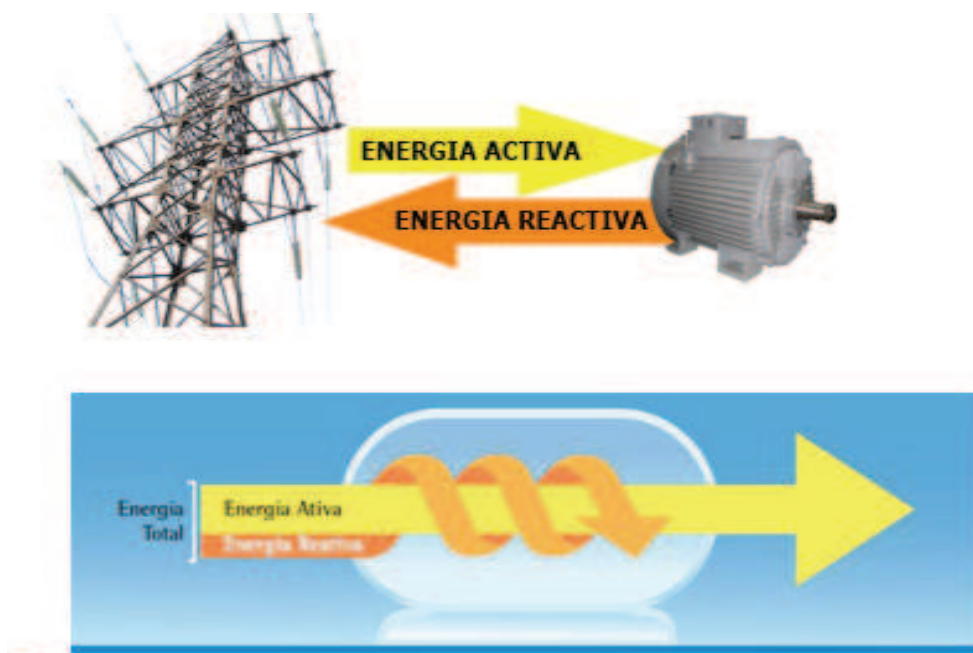 ENERGIA ACTIVA
ENERGIA REACTIVA
Energia
Total
Energia Ativa
Energia Reativa